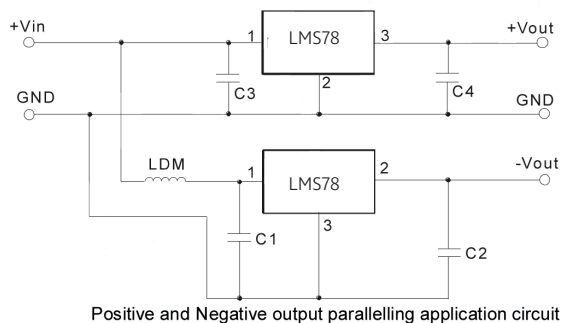 +Vin
1
LMS78
3
+Vout
2
C3
C4
GND
GND
LDM
1
LMS78
2
-Vout
3
C1
C2
Positive and Negative output parallelling application circuit